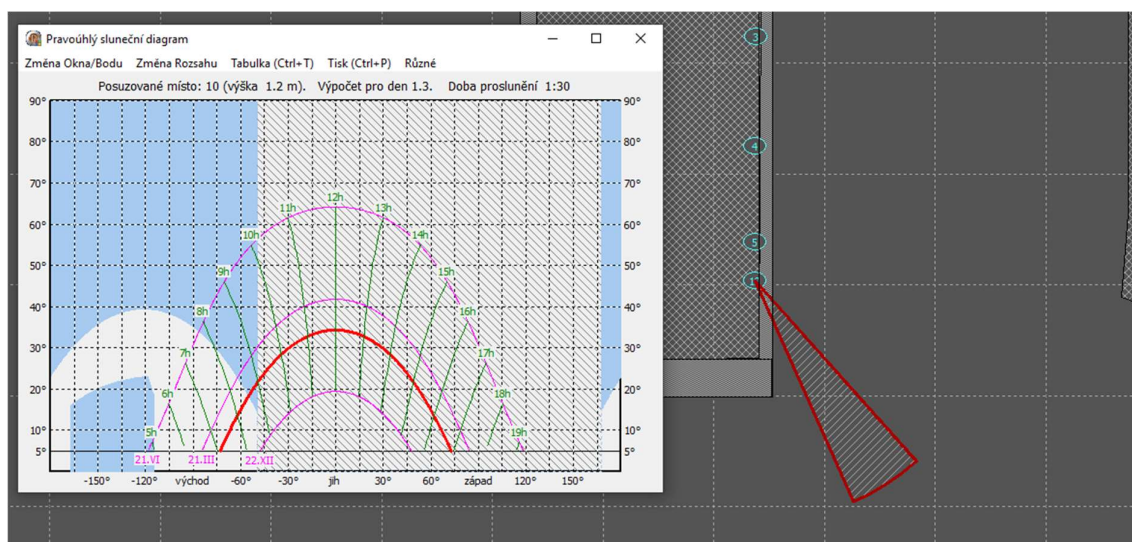 Pravoúhlý sluneční diagram
Změna Okna/Bodu Změna Rozsahu Tabulka (Ctrl+T) Tisk (Ctrl+P) Různé
Posuzované místo: 10 (výška 1.2 m). Výpočet pro den 1.3. Doba proslunění 1:30
90° 90°
80° 80°
70° 70°
60° 60°
50° 50°
40° 40°
30° 30°
20° 20°
10° 10°
5° 5°
12h
11h 13h
10h 14h
9h 15h
8h 16h
7h 17h
6h 18h
5h 19h
21.VI 21.III 22.XII
-150° -120° východ -60° -30° jih 30° 60° západ 120° 150°
3
4
5